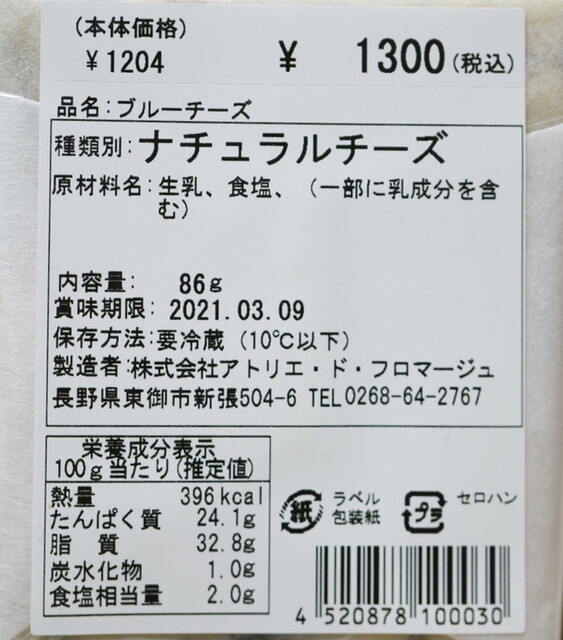 (本体価格)
¥1204 ¥ 1300(税込)
品名:ブルーチーズ
種類別:ナチュラルチーズ
原材料名:生乳、食塩、(一部に乳成分を含
む)
内容量: 86g
賞味期限: 2021.03.09
保存方法:要冷蔵(10℃以下)
製造者:株式会社アトリエ・ド・フロマージュ
長野県東御市新張504-6 TEL0268-64-2767
栄養成分表示
100g当たり(推定値)
熱量 396kcal
たんぱく質 24.1g
脂 質 32.8g
炭水化物 1.0g
食塩相当量 2.0g
紙 ラベル
包装紙
プラ セロハン
4 520878 100030